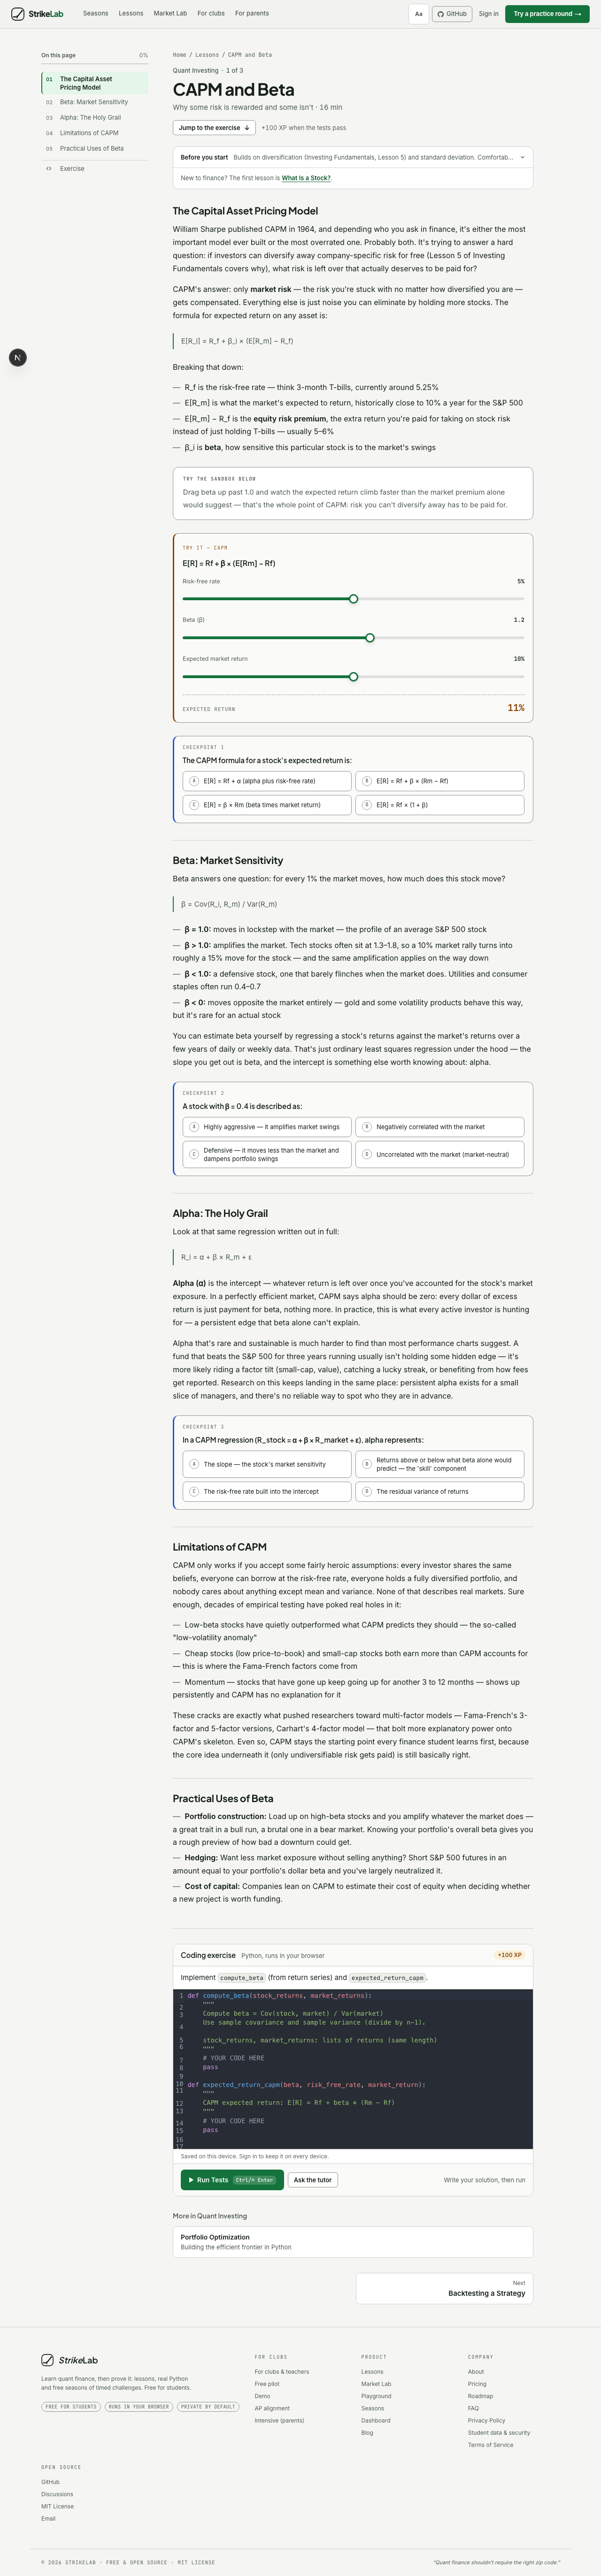 StrikeLab
Seasons Lessons Market Lab For clubs For parents
Aa GitHub Sign in Try a practice round →
On this page 0%
01 The Capital Asset
Pricing Model
02 Beta: Market Sensitivity
03 Alpha: The Holy Grail
04 Limitations of CAPM
05 Practical Uses of Beta
<> Exercise
Home / Lessons / CAPM and Beta
Quant Investing · 1 of 3
CAPM and Beta
Why some risk is rewarded and some isn't · 16 min
Jump to the exercise ↓ +100 XP when the tests pass
Before you start Builds on diversification (Investing Fundamentals, Lesson 5) and standard deviation. Comfortab...
New to finance? The first lesson is What Is a Stock?.
The Capital Asset Pricing Model
William Sharpe published CAPM in 1964, and depending who you ask in finance, it's either the most
important model ever built or the most overrated one. Probably both. It's trying to answer a hard
question: if investors can diversify away company-specific risk for free (Lesson 5 of Investing
Fundamentals covers why), what risk is left over that actually deserves to be paid for?
CAPM's answer: only market risk — the risk you're stuck with no matter how diversified you are —
gets compensated. Everything else is just noise you can eliminate by holding more stocks. The
formula for expected return on any asset is:
E[R_i] = R_f + β_i × (E[R_m] − R_f)
Breaking that down:
— R_f is the risk-free rate — think 3-month T-bills, currently around 5.25%
— E[R_m] is what the market's expected to return, historically close to 10% a year for the S&P 500
— E[R_m] − R_f is the equity risk premium, the extra return you're paid for taking on stock risk
instead of just holding T-bills — usually 5–6%
— β_i is beta, how sensitive this particular stock is to the market's swings
TRY THE SANDBOX BELOW
Drag beta up past 1.0 and watch the expected return climb faster than the market premium alone
would suggest — that's the whole point of CAPM: risk you can't diversify away has to be paid for.
TRY IT — CAPM
E[R] = Rf + β × (E[Rm] − Rf)
Risk-free rate 5%
Beta (β) 1.2
Expected market return 10%
EXPECTED RETURN 11%
CHECKPOINT 1
The CAPM formula for a stock's expected return is:
A E[R] = Rf + α (alpha plus risk-free rate)
B E[R] = Rf + β × (Rm − Rf)
C E[R] = β × Rm (beta times market return)
D E[R] = Rf × (1 + β)
Beta: Market Sensitivity
Beta answers one question: for every 1% the market moves, how much does this stock move?
β = Cov(R_i, R_m) / Var(R_m)
— β = 1.0: moves in lockstep with the market — the profile of an average S&P 500 stock
— β > 1.0: amplifies the market. Tech stocks often sit at 1.3–1.8, so a 10% market rally turns into
roughly a 15% move for the stock — and the same amplification applies on the way down
— β < 1.0: a defensive stock, one that barely flinches when the market does. Utilities and consumer
staples often run 0.4–0.7
— β < 0: moves opposite the market entirely — gold and some volatility products behave this way,
but it's rare for an actual stock
You can estimate beta yourself by regressing a stock's returns against the market's returns over a
few years of daily or weekly data. That's just ordinary least squares regression under the hood — the
slope you get out is beta, and the intercept is something else worth knowing about: alpha.
CHECKPOINT 2
A stock with β = 0.4 is described as:
A Highly aggressive — it amplifies market swings
B Negatively correlated with the market
C Defensive — it moves less than the market and
dampens portfolio swings
D Uncorrelated with the market (market-neutral)
Alpha: The Holy Grail
Look at that same regression written out in full:
R_i = α + β × R_m + ε
Alpha (α) is the intercept — whatever return is left over once you've accounted for the stock's market
exposure. In a perfectly efficient market, CAPM says alpha should be zero: every dollar of excess
return is just payment for beta, nothing more. In practice, this is what every active investor is hunting
for — a persistent edge that beta alone can't explain.
Alpha that's rare and sustainable is much harder to find than most performance charts suggest. A
fund that beats the S&P 500 for three years running usually isn't holding some hidden edge — it's
more likely riding a factor tilt (small-cap, value), catching a lucky streak, or benefiting from how fees
get reported. Research on this keeps landing in the same place: persistent alpha exists for a small
slice of managers, and there's no reliable way to spot who they are in advance.
CHECKPOINT 3
In a CAPM regression (R_stock = α + β × R_market + ε), alpha represents:
A The slope — the stock's market sensitivity
B Returns above or below what beta alone would
predict — the 'skill' component
C The risk-free rate built into the intercept
D The residual variance of returns
Limitations of CAPM
CAPM only works if you accept some fairly heroic assumptions: every investor shares the same
beliefs, everyone can borrow at the risk-free rate, everyone holds a fully diversified portfolio, and
nobody cares about anything except mean and variance. None of that describes real markets. Sure
enough, decades of empirical testing have poked real holes in it:
— Low-beta stocks have quietly outperformed what CAPM predicts they should — the so-called
"low-volatility anomaly"
— Cheap stocks (low price-to-book) and small-cap stocks both earn more than CAPM accounts for
— this is where the Fama-French factors come from
— Momentum — stocks that have gone up keep going up for another 3 to 12 months — shows up
persistently and CAPM has no explanation for it
These cracks are exactly what pushed researchers toward multi-factor models — Fama-French's 3-
factor and 5-factor versions, Carhart's 4-factor model — that bolt more explanatory power onto
CAPM's skeleton. Even so, CAPM stays the starting point every finance student learns first, because
the core idea underneath it (only undiversifiable risk gets paid) is still basically right.
Practical Uses of Beta
— Portfolio construction: Load up on high-beta stocks and you amplify whatever the market does —
a great trait in a bull run, a brutal one in a bear market. Knowing your portfolio's overall beta gives you
a rough preview of how bad a downturn could get.
— Hedging: Want less market exposure without selling anything? Short S&P 500 futures in an
amount equal to your portfolio's dollar beta and you've largely neutralized it.
— Cost of capital: Companies lean on CAPM to estimate their cost of equity when deciding whether
a new project is worth funding.
Coding exercise Python, runs in your browser +100 XP
Implement compute_beta (from return series) and expected_return_capm.
1 def compute_beta(stock_returns, market_returns):
2 """
3 Compute beta = Cov(stock, market) / Var(market)
4 Use sample covariance and sample variance (divide by n−1).
5 stock_returns, market_returns: lists of returns (same length)
6 """
7 # YOUR CODE HERE
8 pass
9
10 def expected_return_capm(beta, risk_free_rate, market_return):
11 """
12 CAPM expected return: E[R] = Rf + beta * (Rm − Rf)
13 """
14 # YOUR CODE HERE
15 pass
16
17
Saved on this device. Sign in to keep it on every device.
Run Tests Ctrl/⌘ Enter Ask the tutor Write your solution, then run
More in Quant Investing
Portfolio Optimization
Building the efficient frontier in Python
Next
Backtesting a Strategy
StrikeLab
Learn quant finance, then prove it: lessons, real Python
and free seasons of timed challenges. Free for students.
FREE FOR STUDENTS RUNS IN YOUR BROWSER PRIVATE BY DEFAULT
FOR CLUBS
For clubs & teachers
Free pilot
Demo
AP alignment
Intensive (parents)
PRODUCT
Lessons
Market Lab
Playground
Seasons
Dashboard
Blog
COMPANY
About
Pricing
Roadmap
FAQ
Privacy Policy
Student data & security
Terms of Service
OPEN SOURCE
GitHub
Discussions
MIT License
Email
© 2026 STRIKELAB · FREE & OPEN SOURCE · MIT LICENSE
"Quant finance shouldn't require the right zip code."